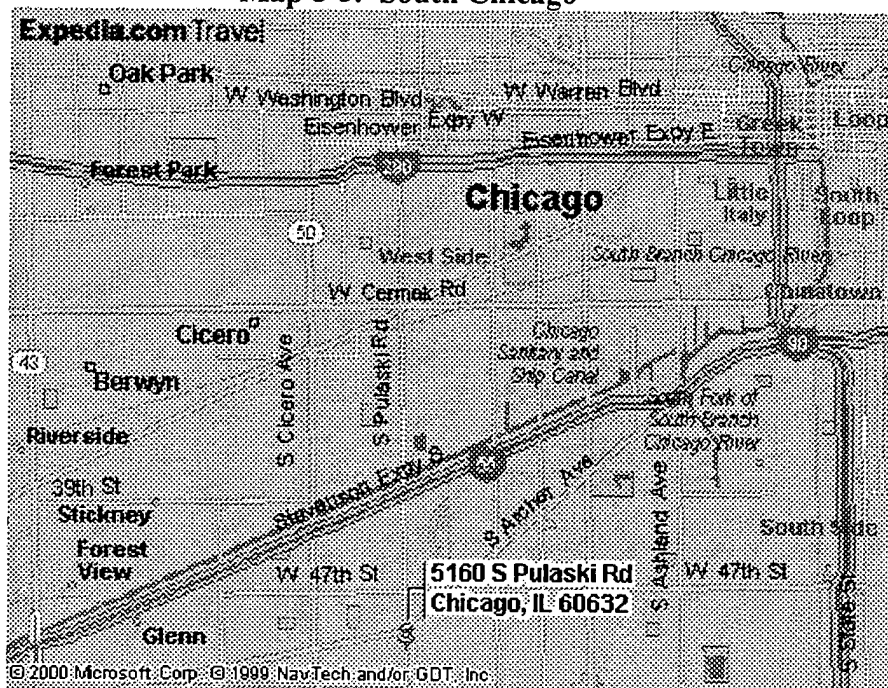 Expedia.com Travel
Oak Park
Chicago River
W Washington Blvd
W Warren Blvd
Eisenhower Expy W
Eisenhower Expy E
Greek Town
Loop
Forest Park
Chicago
Little Italy
South Loop
50
West Side
South Branch Chicago River
W Cermak Rd
Chinatown
Cicero
S Cicero Ave
S Pulaski Rd
Chicago
Sanitary and
Ship Canal
90
43
Berwyn
South Fork of
South Branch
Chicago River
Riverside
Stevenson Expy
S Archer Ave
S Ashland Ave
39th St
Stickney
South Side
Forest
View
W 47th St
5160 S Pulaski Rd
Chicago, IL 60632
W 47th St
S State St
Glenn
© 2000 Microsoft Corp © 1999 NavTech and/or GDT, Inc